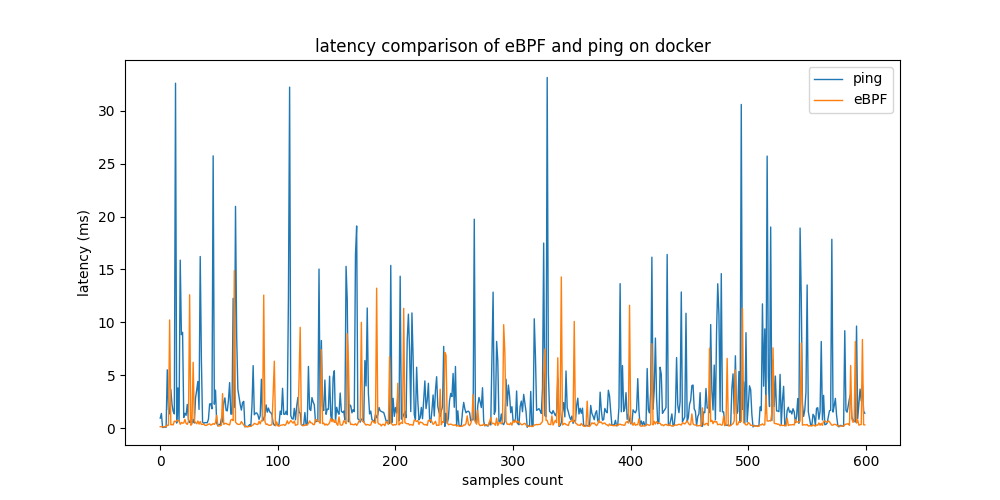 latency comparison of eBPF and ping on docker
ping
eBPF
30
25
20
15
10
5
0
latency (ms)
0 100 200 300 400 500 600
samples count